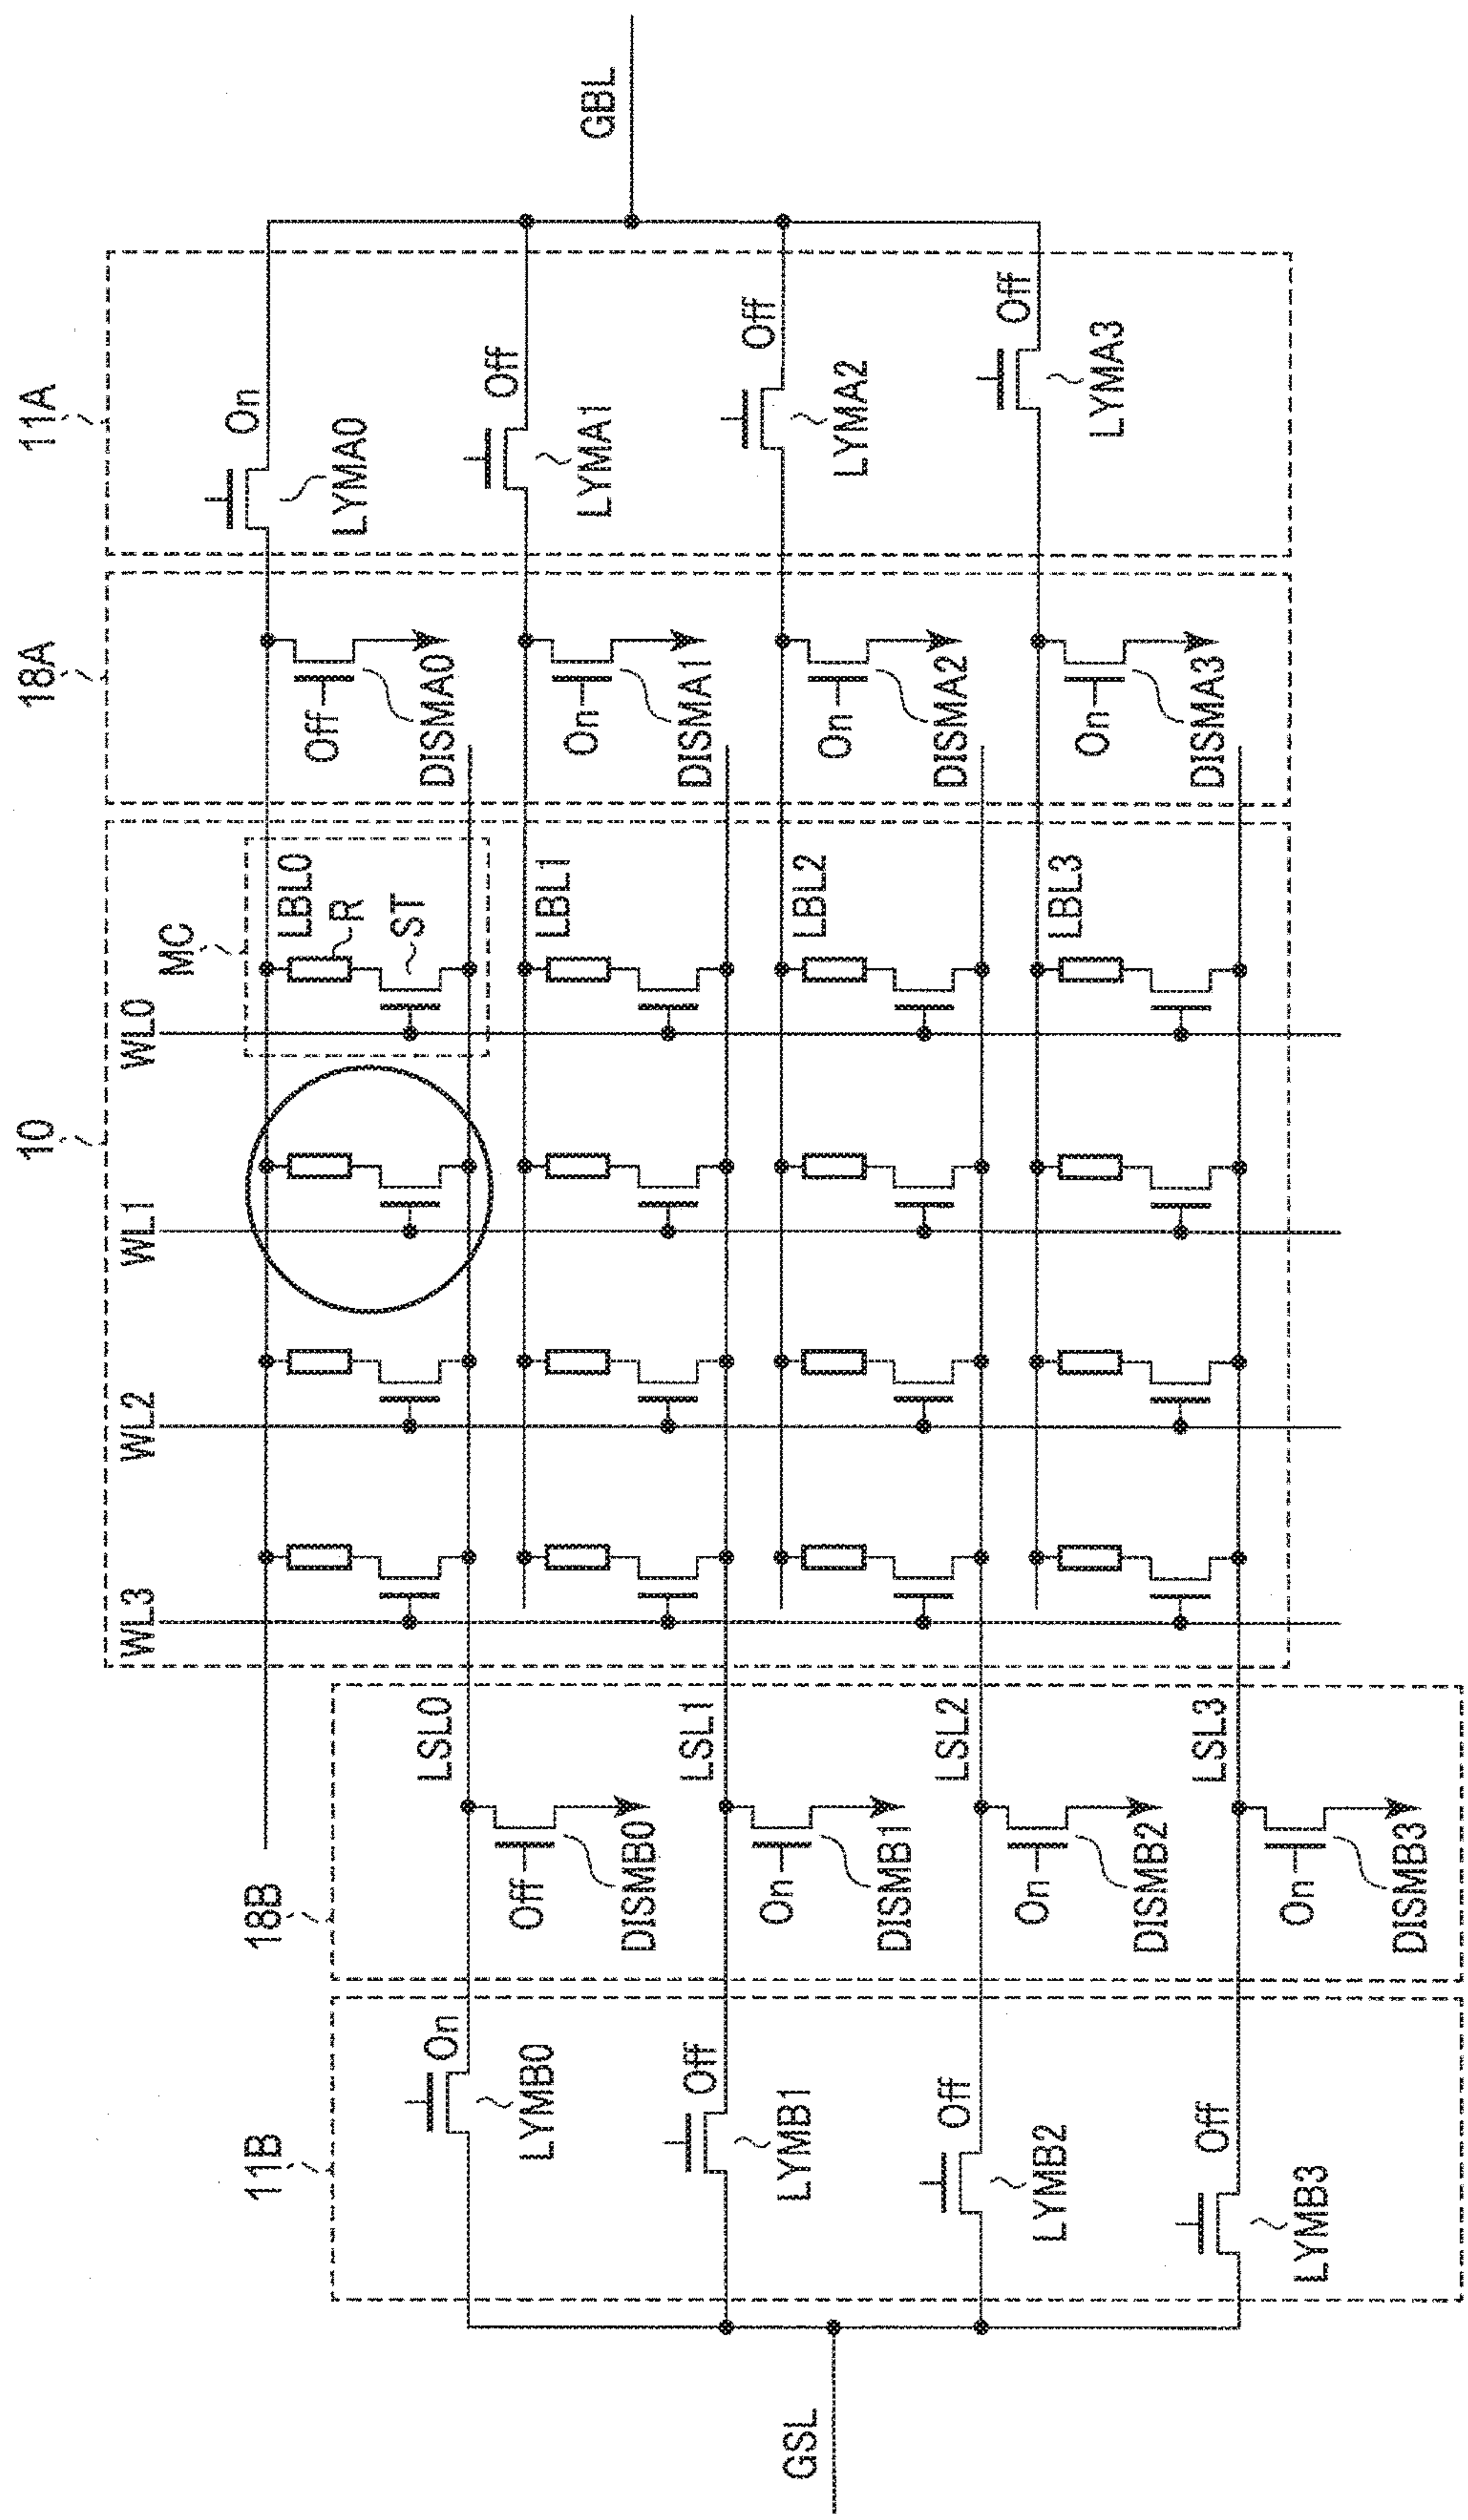 11A
18A
10
18B
11B
GBL
On
LYMA0
Off
LYMA1
Off
LYMA2
Off
LYMA3
Off
DISMA0
On
DISMA1
On
DISMA2
On
DISMA3
MC
LBL0
R
ST
LBL1
LBL2
LBL3
WL0
WL1
WL2
WL3
LSL0
LSL1
LSL2
LSL3
Off
DISMB0
On
DISMB1
On
DISMB2
On
DISMB3
On
LYMB0
Off
LYMB1
Off
LYMB2
Off
LYMB3
GSL